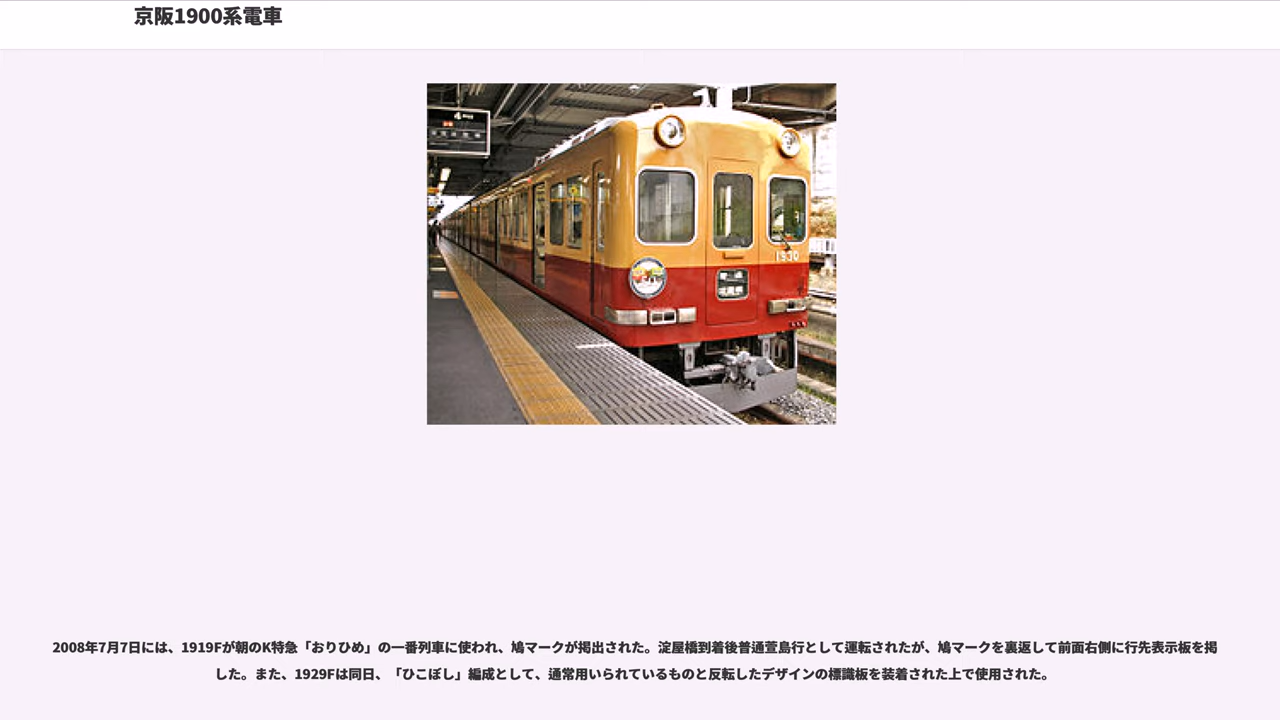 京阪1900系電車
4
1930
2008年7月7日には、1919Fが朝のK特急「おりひめ」の一番列車に使われ、鳩マークが掲出された。淀屋橋到着後普通萱島行として運転されたが、鳩マークを裏返して前面右側に行先表示板を掲
した。また、1929Fは同日、「ひこぼし」編成として、通常用いられているものと反転したデザインの標識板を装着された上で使用された。